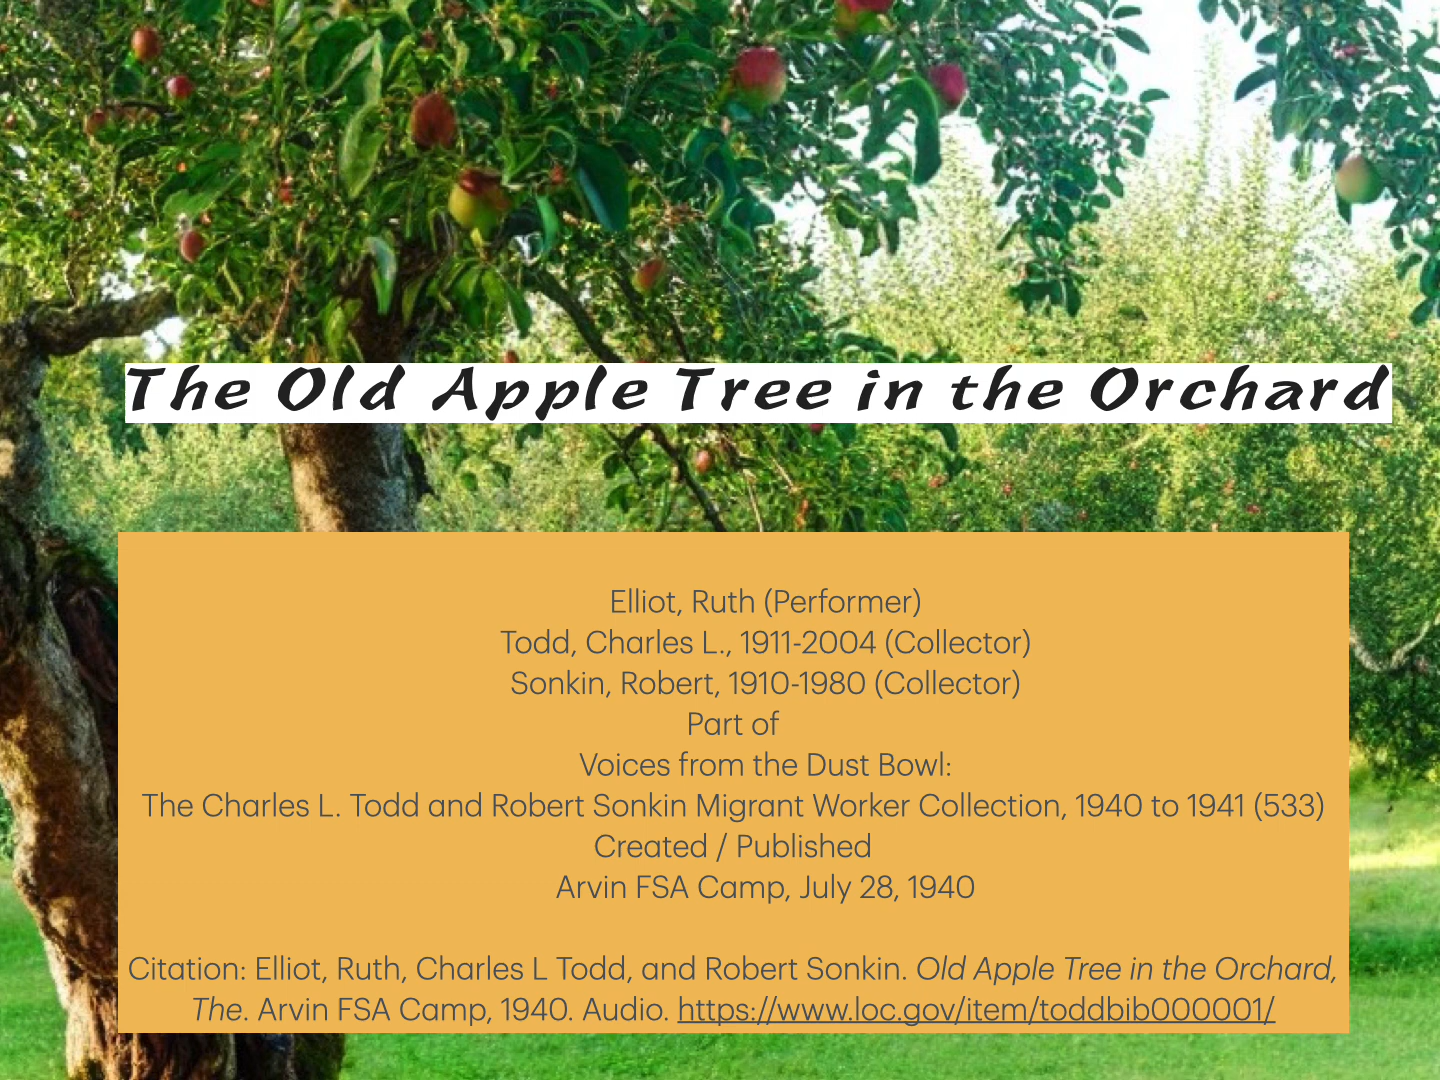 The Old Apple Tree in the Orchard
Elliot, Ruth (Performer)
Todd, Charles L., 1911-2004 (Collector)
Sonkin, Robert, 1910-1980 (Collector)
Part of
Voices from the Dust Bowl:
The Charles L. Todd and Robert Sonkin Migrant Worker Collection, 1940 to 1941 (533)
Created / Published
Arvin FSA Camp, July 28, 1940
Citation: Elliot, Ruth, Charles L Todd, and Robert Sonkin. Old Apple Tree in the Orchard,
The. Arvin FSA Camp, 1940. Audio. https://www.loc.gov/item/toddbib000001/